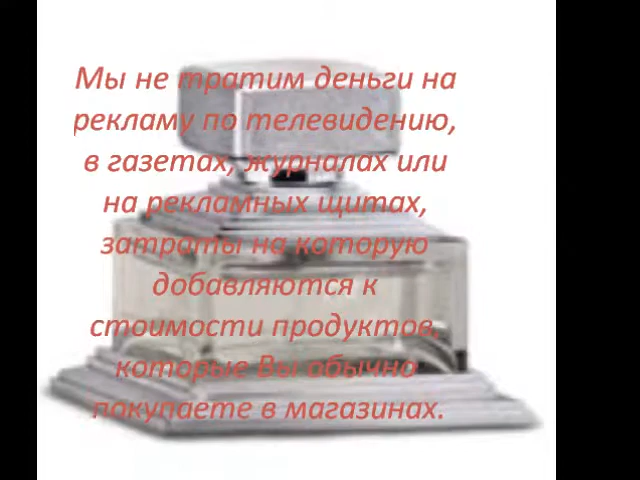 Мы не тратим деньги на
рекламу по телевидению,
в газетах, журналах или
на рекламных щитах,
затраты на которую
добавляются к
стоимости продуктов,
которые Вы обычно
покупаете в магазинах.